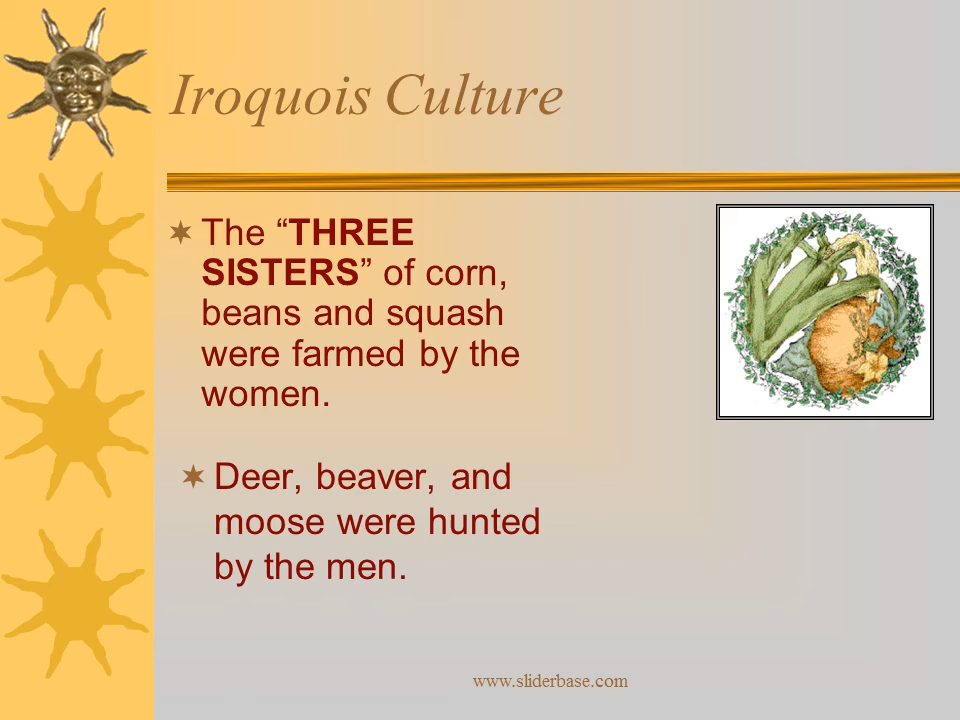 Iroquois Culture
The “THREE
SISTERS” of corn,
beans and squash
were farmed by the
women.
Deer, beaver, and
moose were hunted
by the men.
www.sliderbase.com